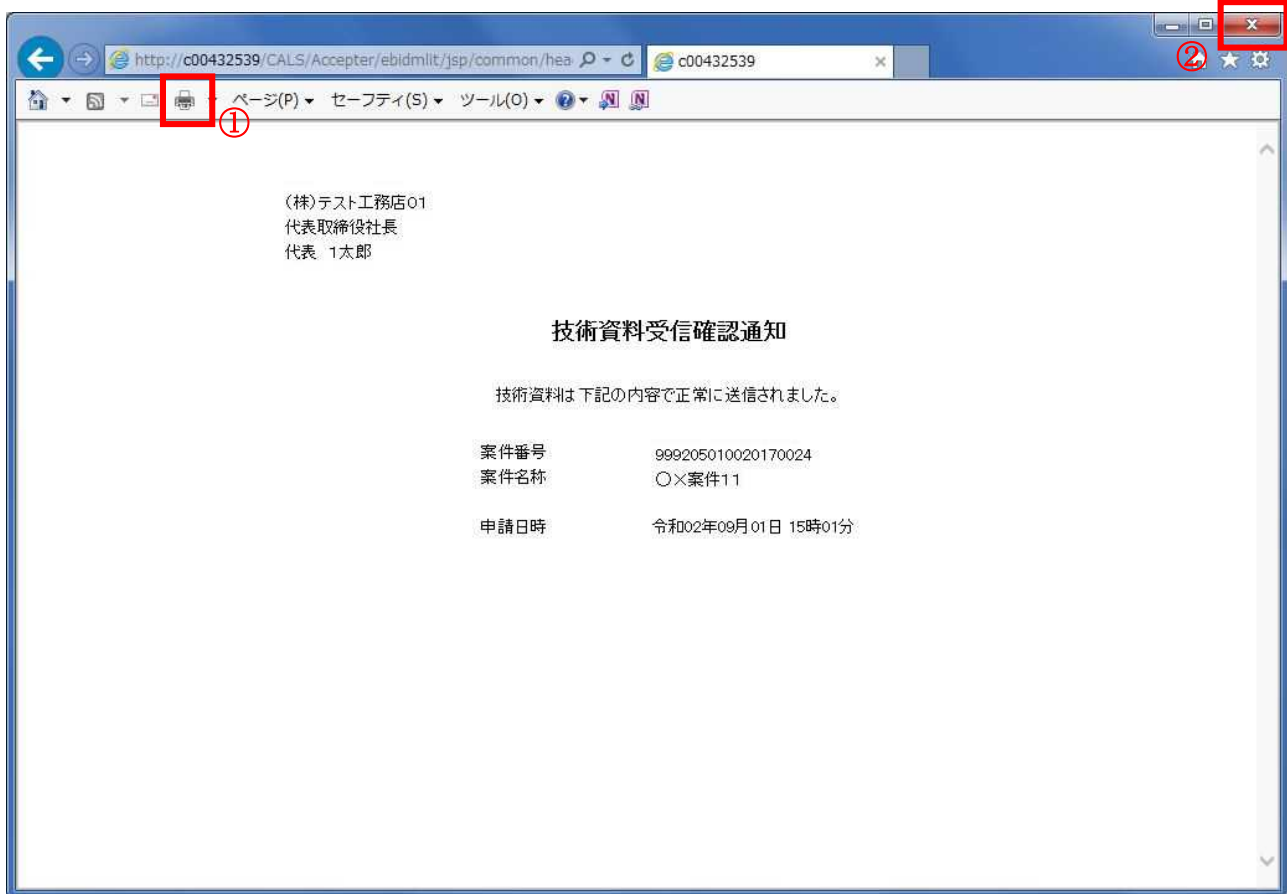 http://c00432539/CALS/Accepter/ebidmlit/jsp/common/hea
c00432539
②
ページ(P) セーフティ(S) ツール(O)
①
(株)テスト工務店01
代表取締役社長
代表 1太郎
技術資料受信確認通知
技術資料は下記の内容で正常に送信されました。
案件番号 999205010020170024
案件名称 〇×案件11
申請日時 令和02年09月01日 15時01分